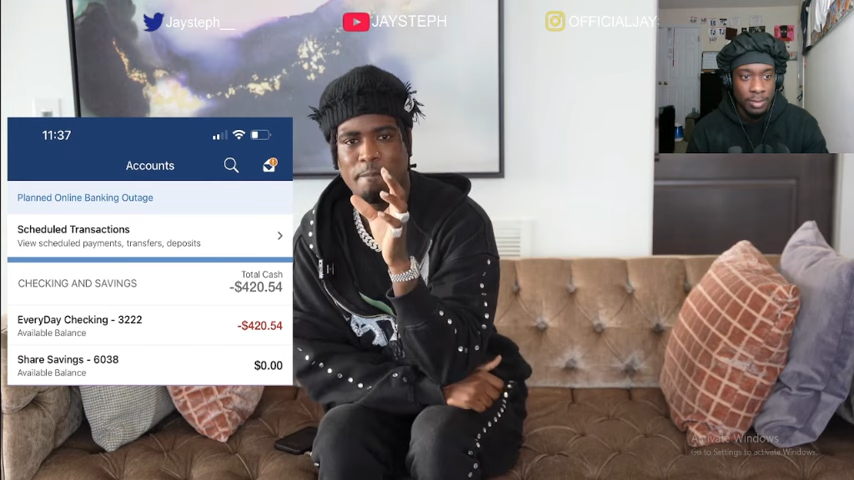 Jaysteph__
JAYSTEPH
OFFICIALJAY
11:37
Accounts
Planned Online Banking Outage
Scheduled Transactions
View scheduled payments, transfers, deposits
CHECKING AND SAVINGS
Total Cash
-$420.54
EveryDay Checking - 3222
Available Balance
-$420.54
Share Savings - 6038
Available Balance
$0.00
Activate Windows
Go to Settings to activate Windows.